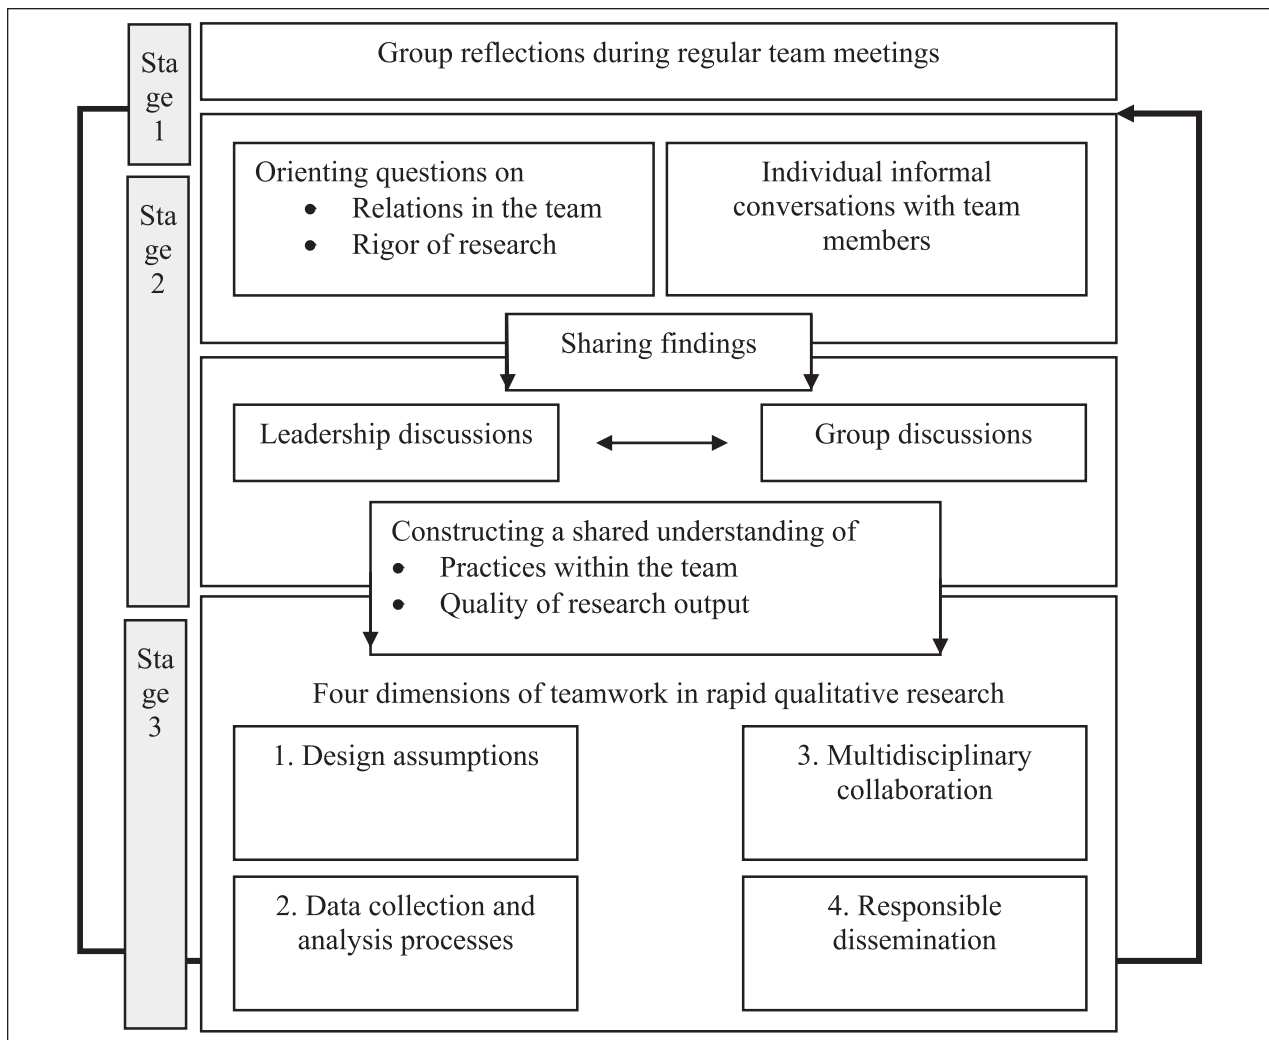 Sta
ge
1
Group reflections during regular team meetings
Sta
ge
2
Orienting questions on
• Relations in the team
• Rigor of research
Individual informal
conversations with team
members
Sharing findings
Leadership discussions
Group discussions
Constructing a shared understanding of
• Practices within the team
• Quality of research output
Sta
ge
3
Four dimensions of teamwork in rapid qualitative research
1. Design assumptions
2. Data collection and
analysis processes
3. Multidisciplinary
collaboration
4. Responsible
dissemination